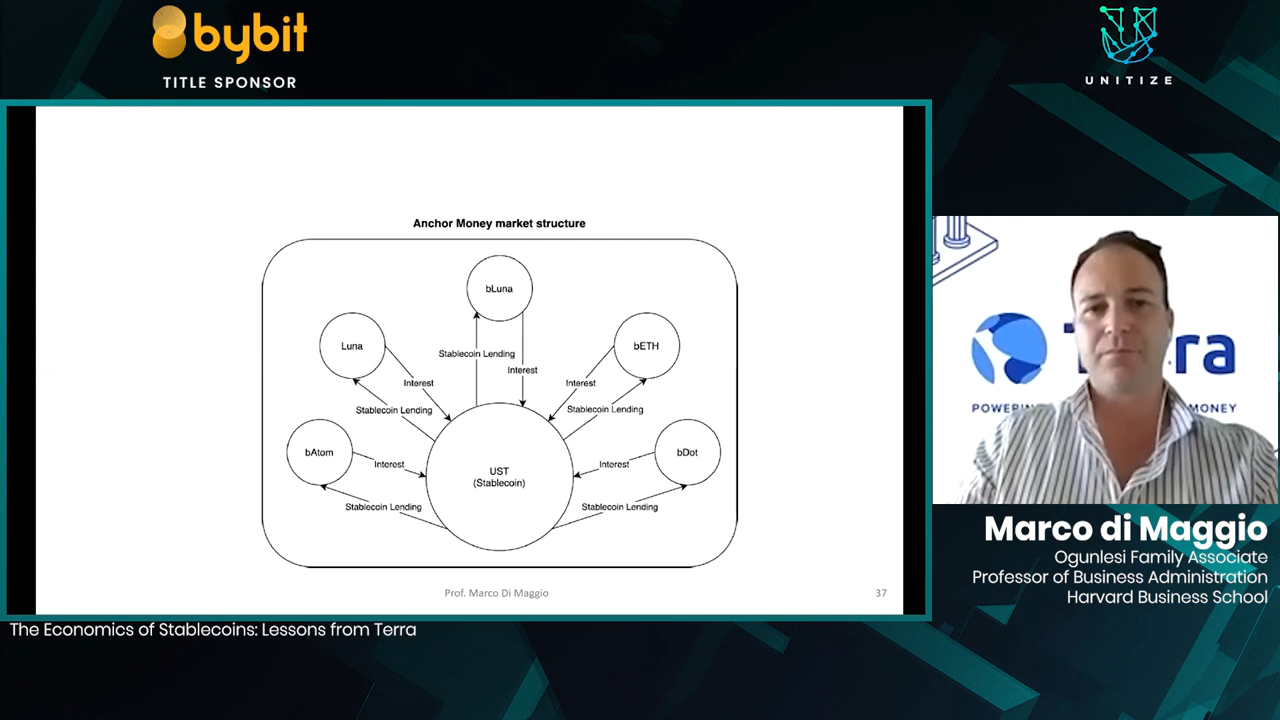 bybit
TITLE SPONSOR
UNITIZE
Anchor Money market structure
bLuna
Luna
bETH
Stablecoin Lending
Interest
Interest
Interest
Stablecoin Lending
Stablecoin Lending
bAtom
bDot
Interest
Interest
UST
(Stablecoin)
Stablecoin Lending
Stablecoin Lending
Prof. Marco Di Maggio
37
MONEY
Marco di Maggio
Ogunlesi Family Associate
Professor of Business Administration
Harvard Business School
The Economics of Stablecoins: Lessons from Terra